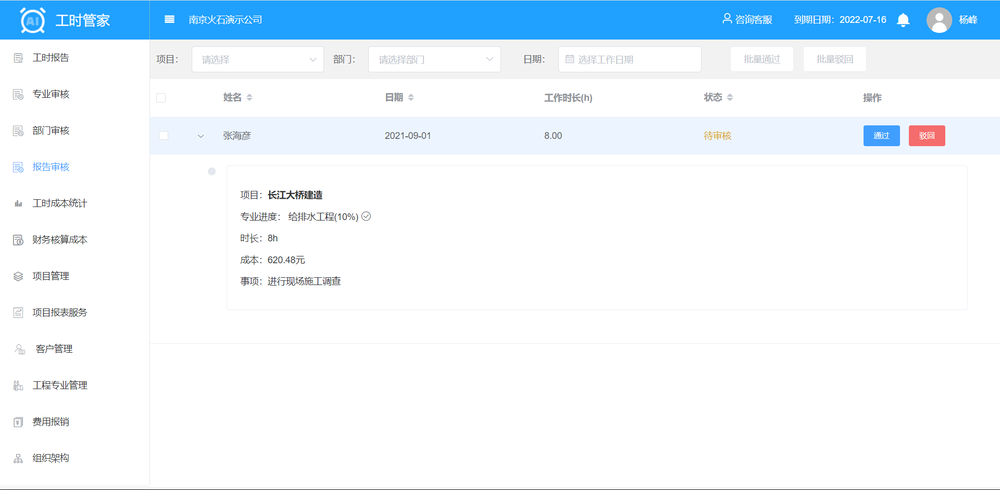 AI 工时管家
南京火石演示公司
咨询客服
到期日期：2022-07-16
杨峰
工时报告
专业审核
部门审核
报告审核
工时成本统计
财务核算成本
项目管理
项目报表服务
客户管理
工程专业管理
费用报销
组织架构
项目： 请选择
部门： 请选择部门
日期： 选择工作日期
批量通过
批量驳回
姓名 日期 工作时长(h) 状态 操作
张海彦 2021-09-01 8.00 待审核 通过 驳回
项目：长江大桥建造
专业进度： 给排水工程(10%)
时长：8h
成本：620.48元
事项：进行现场施工调查